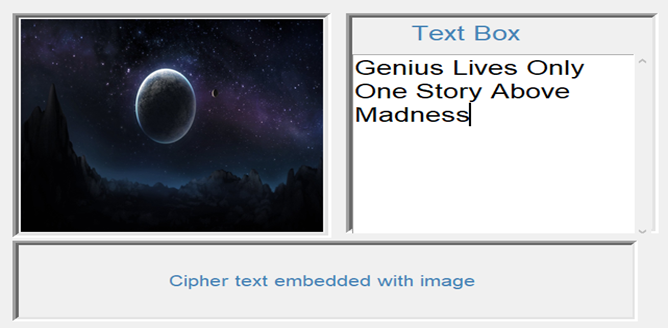 Text Box
Genius Lives Only
One Story Above
Madness
Cipher text embedded with image